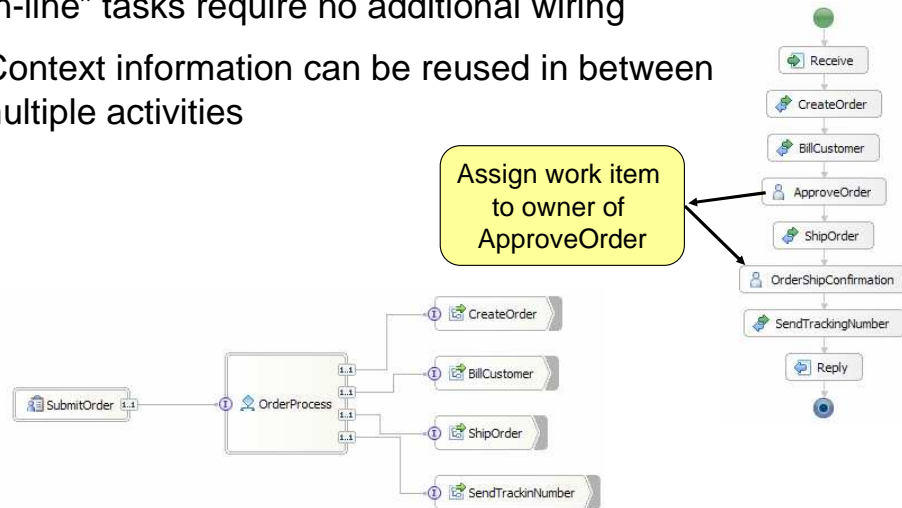 n-line" tasks require no additional wiring
Context information can be reused in between
multiple activities
Receive
CreateOrder
BillCustomer
Assign work item
to owner of
ApproveOrder
ApproveOrder
ShipOrder
OrderShipConfirmation
SendTrackingNumber
Reply
SubmitOrder 1..1
I OrderProcess
1..1
1..1
1..1
1..1
I CreateOrder
I BillCustomer
I ShipOrder
I SendTrackinNumber